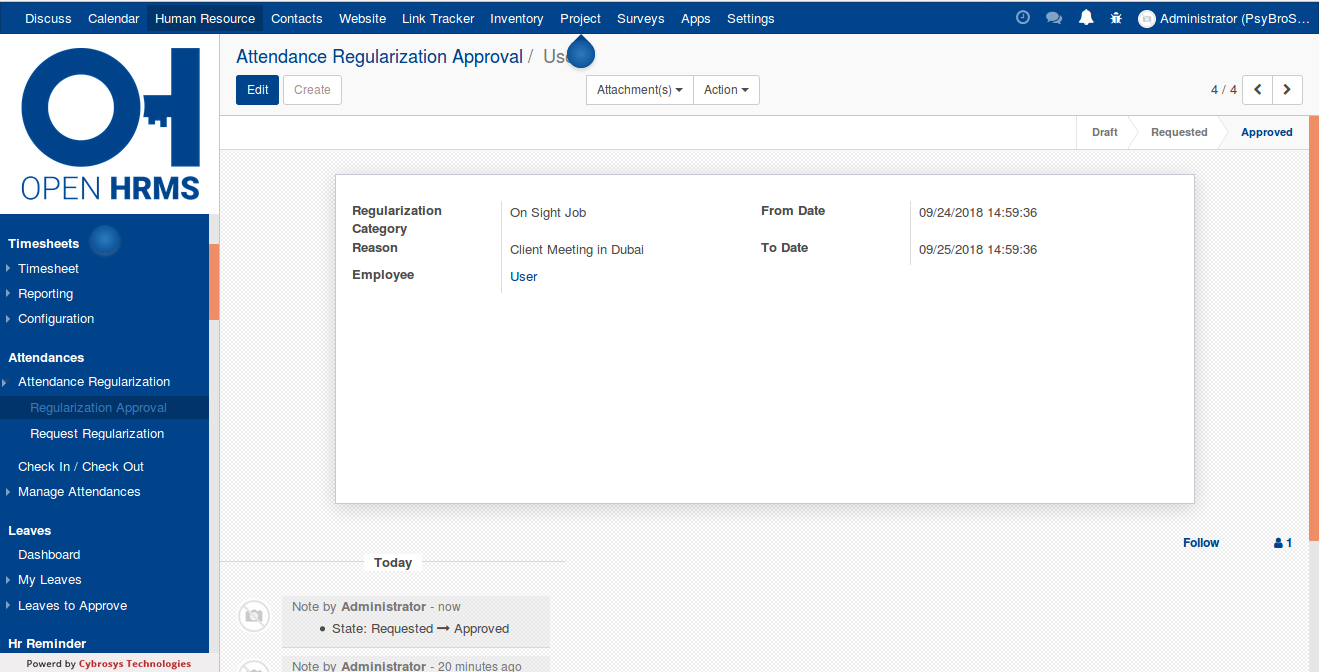 Discuss Calendar Human Resource Contacts Website Link Tracker Inventory Project Surveys Apps Settings Administrator (PsyBroS...
OPEN HRMS
Attendance Regularization Approval /
Edit Create Attachment(s) Action 4 / 4
Draft Requested Approved
Timesheets
Timesheet
Reporting
Configuration
Attendances
Attendance Regularization
Regularization Approval
Request Regularization
Check In / Check Out
Manage Attendances
Leaves
Dashboard
My Leaves
Leaves to Approve
Hr Reminder
Powerd by Cybrosys Technologies
Regularization Category On Sight Job From Date 09/24/2018 14:59:36
Reason Client Meeting in Dubai To Date 09/25/2018 14:59:36
Employee User
Follow 1
Today
Note by Administrator - now
• State: Requested → Approved
Note by Administrator - 20 minutes ago